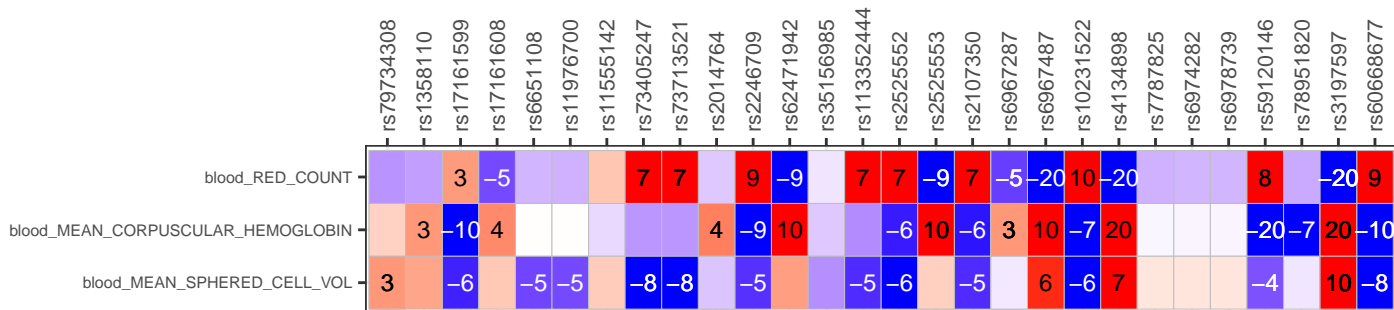 rs79734308 rs1358110 rs17161599 rs17161608 rs6651108 rs11976700 rs11555142 rs73405247 rs73713521 rs2014764 rs2246709 rs62471942 rs35156985 rs113352444 rs2525552 rs2525553 rs2107350 rs6967287 rs6967487 rs10231522 rs4134898 rs7787825 rs6974282 rs6978739 rs59120146 rs78951820 rs3197597 rs60668677
blood_RED_COUNT 3 −5 7 7 9 −9 7 7 −9 7 −5 −20 10 −20 8 −20 9
blood_MEAN_CORPUSCULAR_HEMOGLOBIN 3 −10 4 4 −9 10 −6 10 −6 3 10 −7 20 −20 −7 20 −10
blood_MEAN_SPHERED_CELL_VOL 3 −6 −5 −5 −8 −8 −5 −5 −6 −5 6 −6 7 −4 10 −8